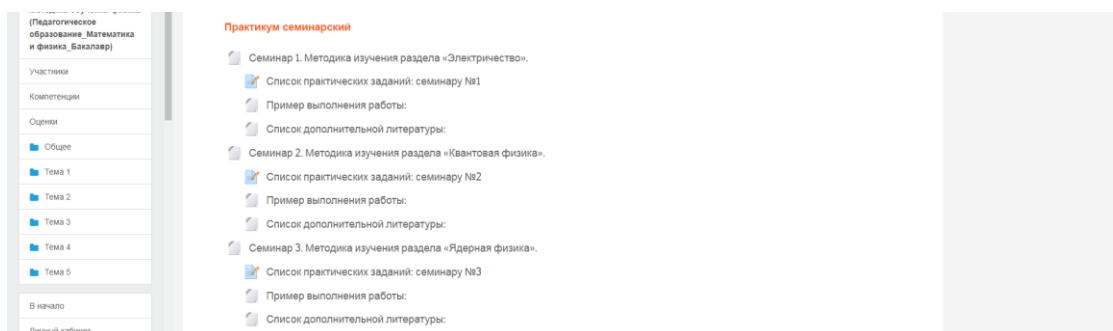 (Педагогическое
образование_Математика
и физика_Бакалавр)
Участники
Компетенции
Оценки
Общее
Тема 1
Тема 2
Тема 3
Тема 4
Тема 5
В начало
Практикум семинарский
Семинар 1. Методика изучения раздела «Электричество».
Список практических заданий: семинару №1
Пример выполнения работы:
Список дополнительной литературы:
Семинар 2. Методика изучения раздела «Квантовая физика».
Список практических заданий: семинару №2
Пример выполнения работы:
Список дополнительной литературы:
Семинар 3. Методика изучения раздела «Ядерная физика».
Список практических заданий: семинару №3
Пример выполнения работы:
Список дополнительной литературы: